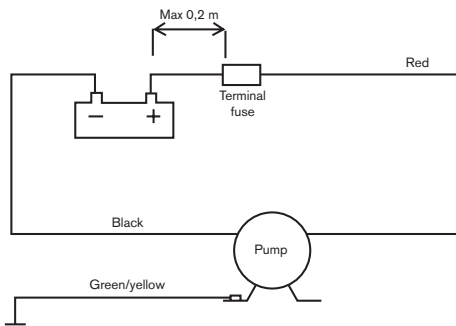 Max 0,2 m
Red
Terminal
fuse
− +
Black
Pump
Green/yellow